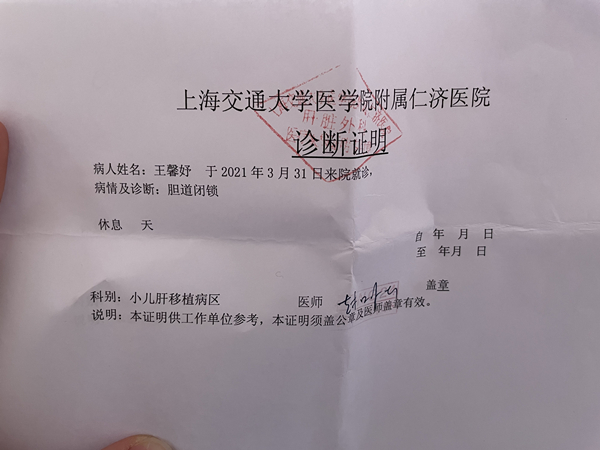 上海交通大学医学院附属仁济医院
诊断证明
病人姓名：王馨妤 于2021年3月31日来院就诊，
病情及诊断：胆道闭锁
休息 天
自 年 月 日
至 年 月 日
科别：小儿肝移植病区 医师 盖章
说明：本证明供工作单位参考，本证明须盖公章及医师盖章有效。